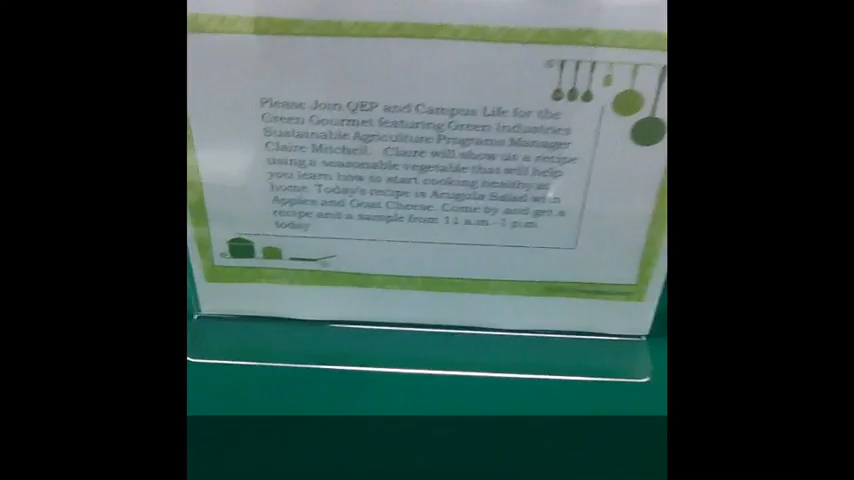 Please Join QEP and Campus Life for the
Green Gourmet featuring Green Industries
Sustainable Agriculture Programs Manager
Claire Mitchell. Claire will show us a recipe
using a seasonable vegetable that will help
you learn how to start cooking healthy at
home. Today's recipe is Arugula Salad with
Apples and Goat Cheese. Come by and get a
recipe and a sample from 11 a.m.-1 p.m.
today